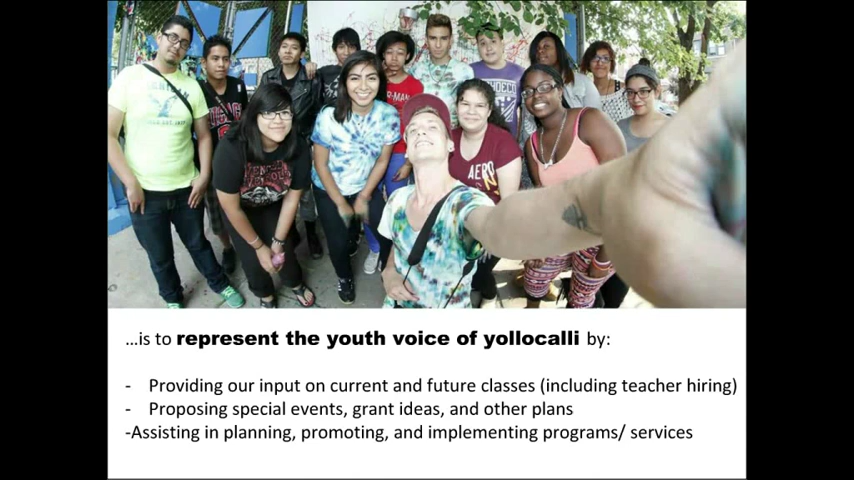 ...is to represent the youth voice of yollocalli by:
- Providing our input on current and future classes (including teacher hiring)
- Proposing special events, grant ideas, and other plans
-Assisting in planning, promoting, and implementing programs/ services
AERO